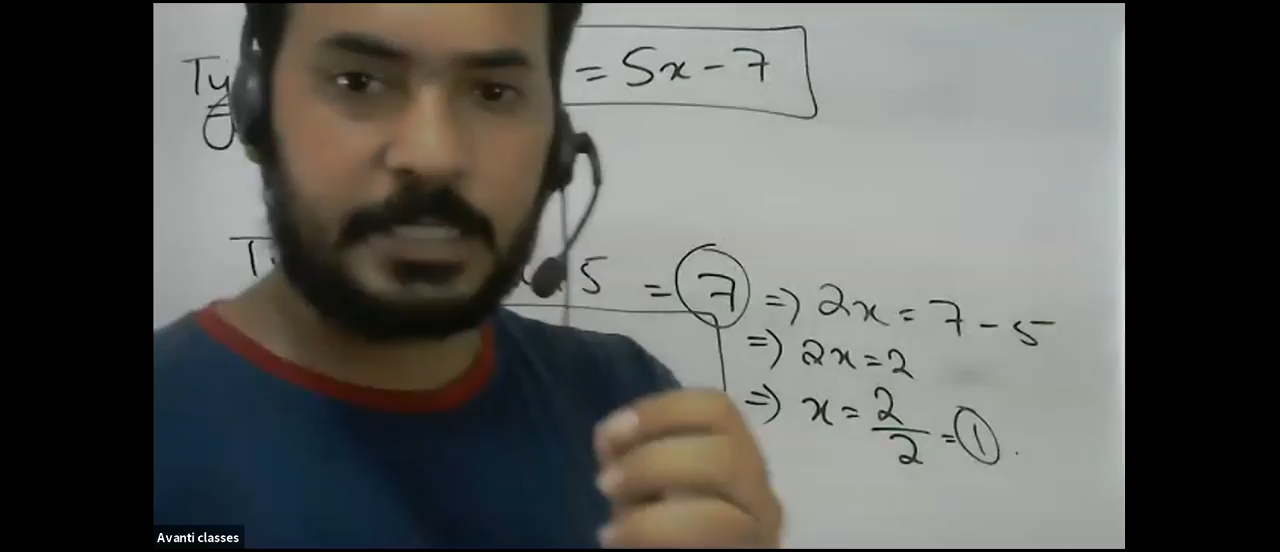 Ty = 5x - 7
5 = 7 => 2x = 7 - 5
=> 2x = 2
=> x = 2/2 = 1.
Avanti classes